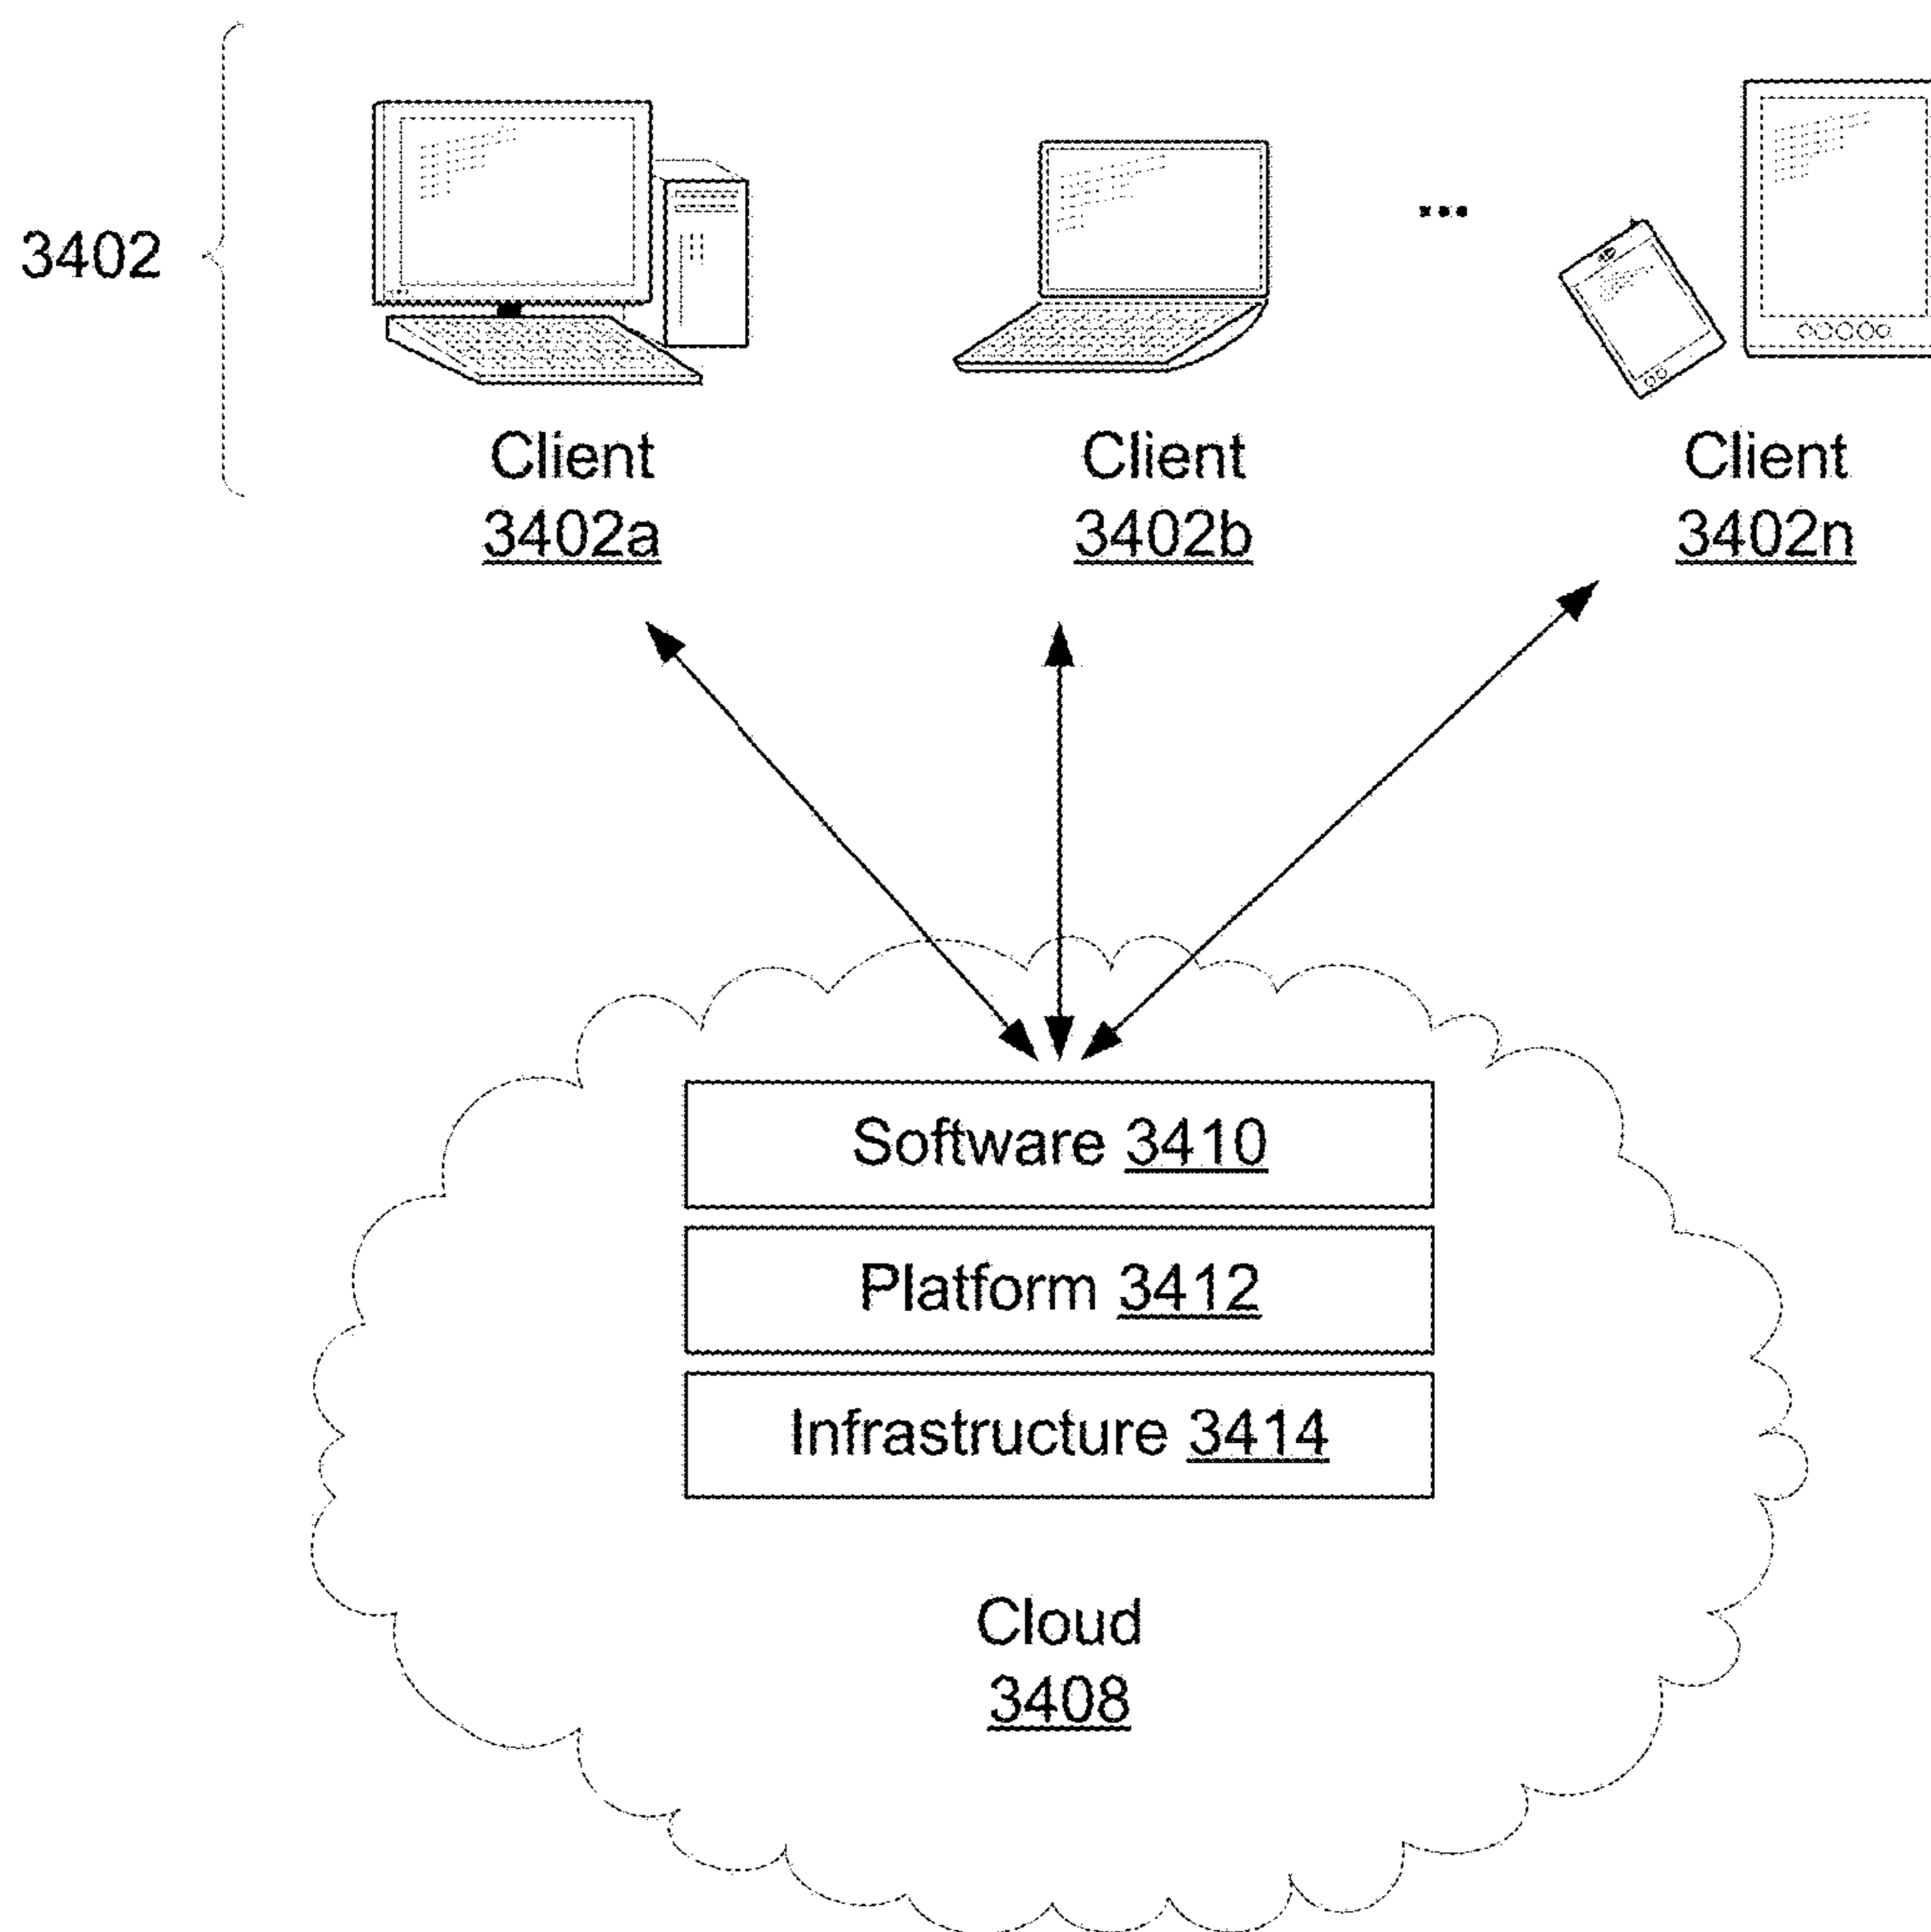 3402
...
Client
3402a
Client
3402b
Client
3402n
Software 3410
Platform 3412
Infrastructure 3414
Cloud
3408